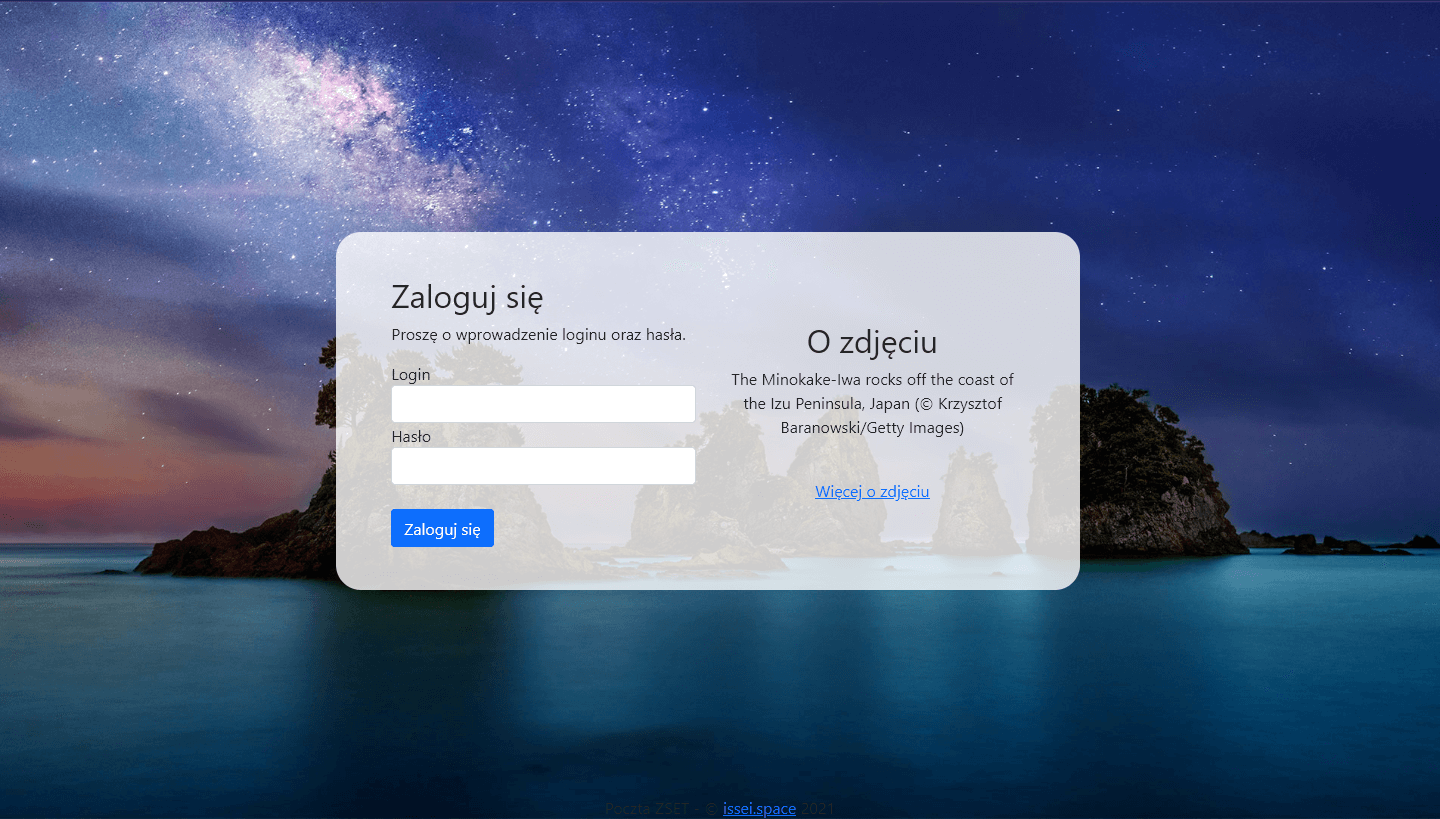 Zaloguj się
Proszę o wprowadzenie loginu oraz hasła.
Login
Hasło
Zaloguj się
O zdjęciu
The Minokake-Iwa rocks off the coast of
the Izu Peninsula, Japan (© Krzysztof
Baranowski/Getty Images)
Więcej o zdjęciu
Poczta ZSET - © issei.space 2021